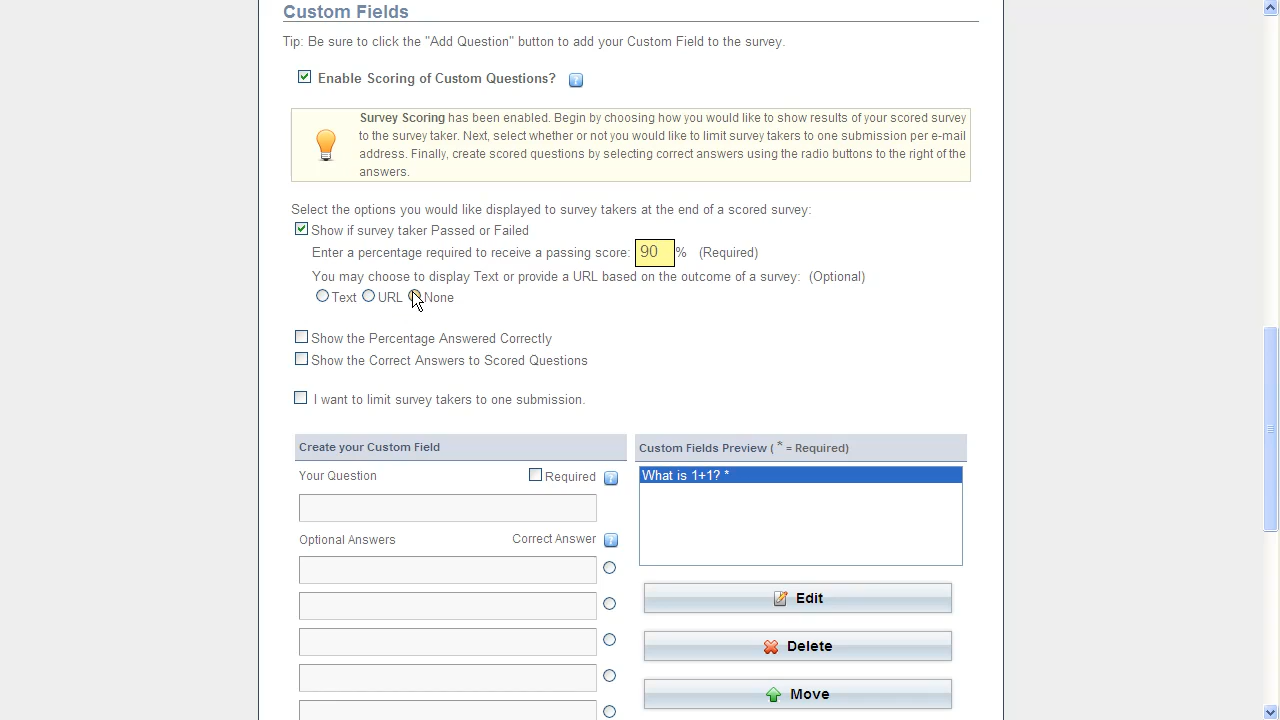 Custom Fields
Tip: Be sure to click the "Add Question" button to add your Custom Field to the survey.
Enable Scoring of Custom Questions? ?
Survey Scoring has been enabled. Begin by choosing how you would like to show results of your scored survey
to the survey taker. Next, select whether or not you would like to limit survey takers to one submission per e-mail
address. Finally, create scored questions by selecting correct answers using the radio buttons to the right of the
answers.
Select the options you would like displayed to survey takers at the end of a scored survey:
Show if survey taker Passed or Failed
Enter a percentage required to receive a passing score: 90 % (Required)
You may choose to display Text or provide a URL based on the outcome of a survey: (Optional)
Text URL None
Show the Percentage Answered Correctly
Show the Correct Answers to Scored Questions
I want to limit survey takers to one submission.
Create your Custom Field
Custom Fields Preview ( * = Required)
Your Question Required ?
What is 1+1? *
Optional Answers Correct Answer ?
Edit
Delete
Move